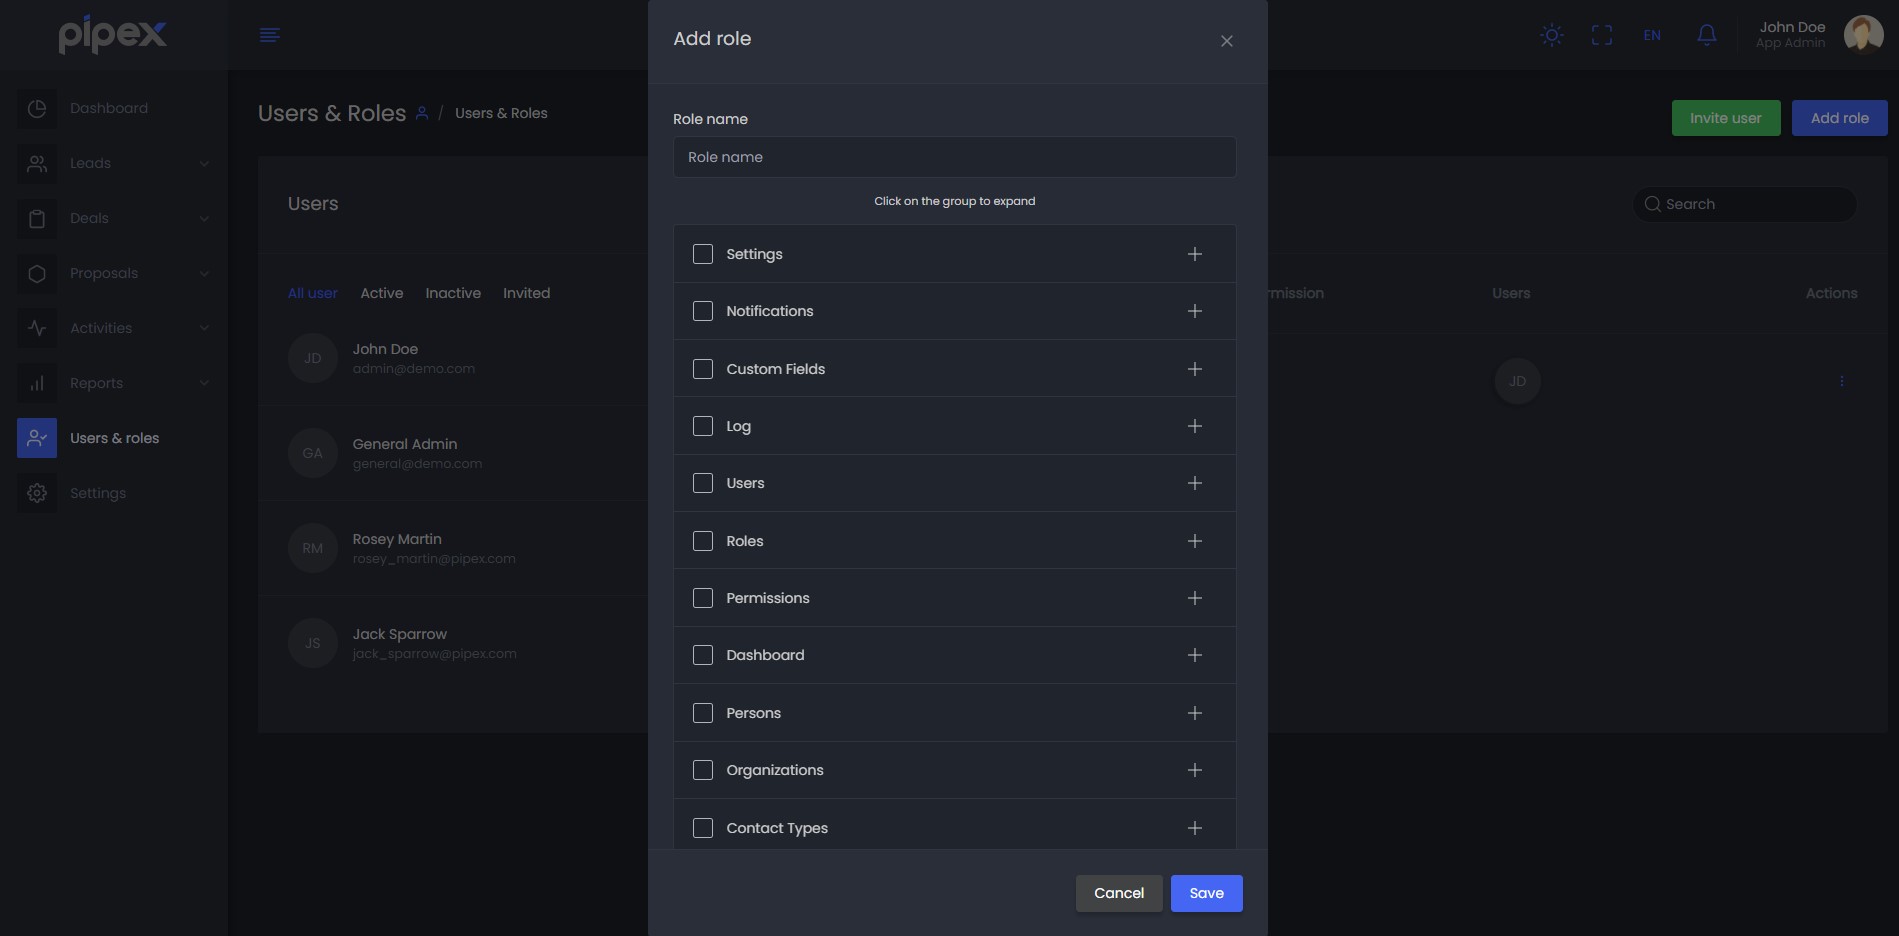 pipex
Dashboard
Leads
Deals
Proposals
Activities
Reports
Users & roles
Settings
EN
John Doe
App Admin
Users & Roles / Users & Roles
Invite user
Add role
Users
Search
All user Active Inactive Invited
rmission Users Actions
JD
John Doe
admin@demo.com
GA
General Admin
general@demo.com
RM
Rosey Martin
rosey_martin@pipex.com
JS
Jack Sparrow
jack_sparrow@pipex.com
JD
Add role
Role name
Role name
Click on the group to expand
Settings
Notifications
Custom Fields
Log
Users
Roles
Permissions
Dashboard
Persons
Organizations
Contact Types
Cancel
Save